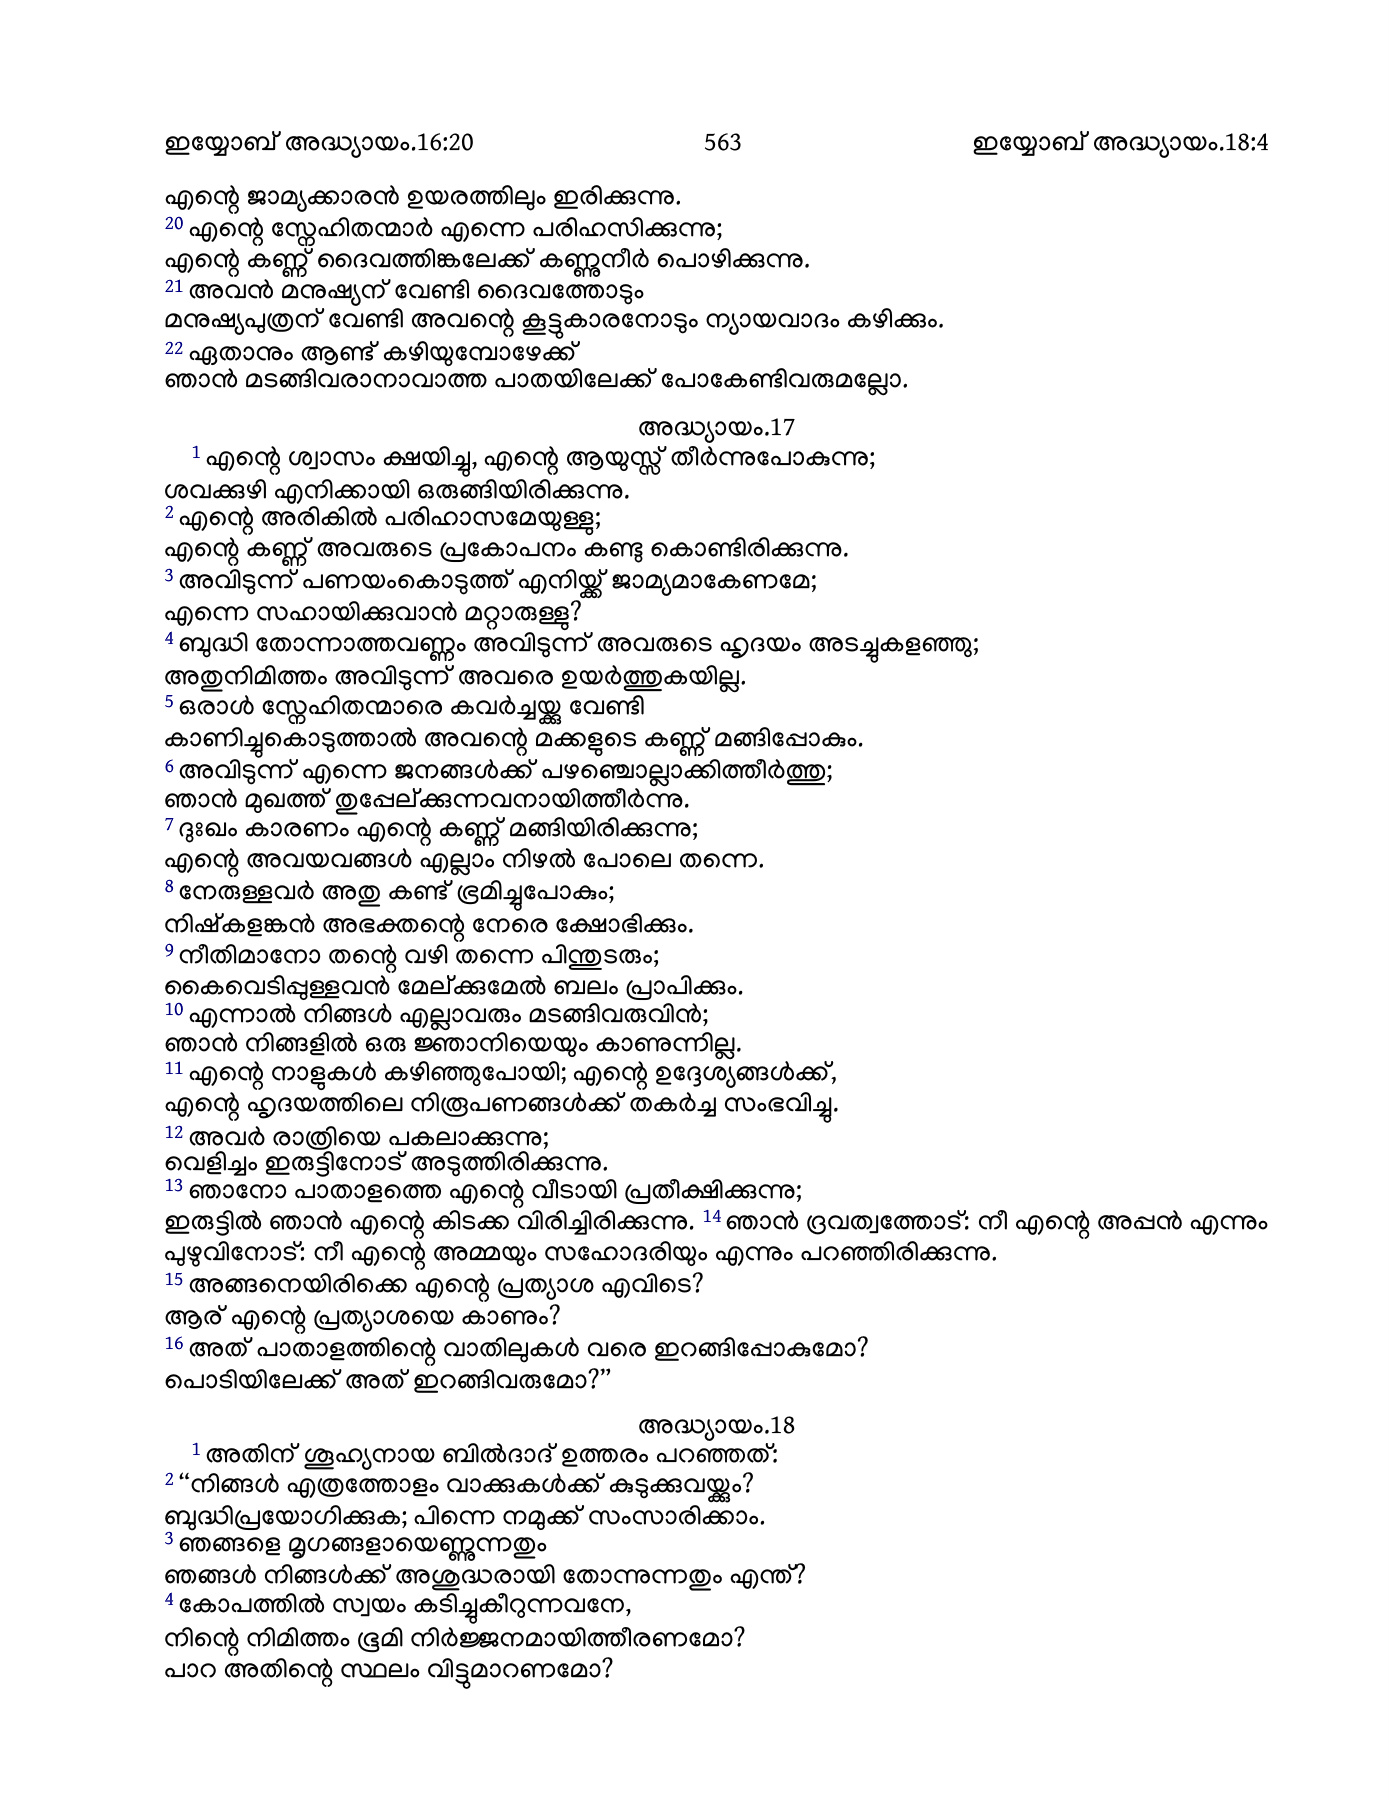 ഇയ്യോബ് അദ്ധ്യായം.16:20 563 ഇയ്യോബ് അദ്ധ്യായം.18:4
എന്റെ ജാമ്യക്കാരൻ ഉയരത്തിലും ഇരിക്കുന്നു.
20 എന്റെ സ്നേഹിതന്മാർ എന്നെ പരിഹസിക്കുന്നു;
എന്റെ കണ്ണ് ദൈവത്തിങ്കലേക്ക് കണ്ണുനീർ പൊഴിക്കുന്നു.
21 അവൻ മനുഷ്യന് വേണ്ടി ദൈവത്തോടും
മനുഷ്യപുത്രന് വേണ്ടി അവന്റെ കൂട്ടുകാരനോടും ന്യായവാദം കഴിക്കും.
22 ഏതാനും ആണ്ട് കഴിയുമ്പോഴേക്ക്
ഞാൻ മടങ്ങിവരാനാവാത്ത പാതയിലേക്ക് പോകേണ്ടിവരുമല്ലോ.
അദ്ധ്യായം.17
1 എന്റെ ശ്വാസം ക്ഷയിച്ചു, എന്റെ ആയുസ്സ് തീർന്നുപോകുന്നു;
ശവക്കുഴി എനിക്കായി ഒരുങ്ങിയിരിക്കുന്നു.
2 എന്റെ അരികിൽ പരിഹാസമേയുള്ളു;
എന്റെ കണ്ണ് അവരുടെ പ്രകോപനം കണ്ടു കൊണ്ടിരിക്കുന്നു.
3 അവിടുന്ന് പണയംകൊടുത്ത് എനിയ്ക്ക് ജാമ്യമാകേണമേ;
എന്നെ സഹായിക്കുവാൻ മറ്റാരുള്ളു?
4 ബുദ്ധി തോന്നാത്തവണ്ണം അവിടുന്ന് അവരുടെ ഹൃദയം അടച്ചുകളഞ്ഞു;
അതുനിമിത്തം അവിടുന്ന് അവരെ ഉയർത്തുകയില്ല.
5 ഒരാൾ സ്നേഹിതന്മാരെ കവർച്ചയ്ക്കു വേണ്ടി
കാണിച്ചുകൊടുത്താൽ അവന്റെ മക്കളുടെ കണ്ണ് മങ്ങിപ്പോകും.
6 അവിടുന്ന് എന്നെ ജനങ്ങൾക്ക് പഴഞ്ചൊല്ലാക്കിത്തീർത്തു;
ഞാൻ മുഖത്ത് തുപ്പേല്ക്കുന്നവനായിത്തീർന്നു.
7 ദുഃഖം കാരണം എന്റെ കണ്ണ് മങ്ങിയിരിക്കുന്നു;
എന്റെ അവയവങ്ങൾ എല്ലാം നിഴൽ പോലെ തന്നെ.
8 നേരുള്ളവർ അതു കണ്ട് ഭ്രമിച്ചുപോകും;
നിഷ്കളങ്കൻ അഭക്തന്റെ നേരെ ക്ഷോഭിക്കും.
9 നീതിമാനോ തന്റെ വഴി തന്നെ പിന്തുടരും;
കൈവെടിപ്പുള്ളവൻ മേല്ക്കുമേൽ ബലം പ്രാപിക്കും.
10 എന്നാൽ നിങ്ങൾ എല്ലാവരും മടങ്ങിവരുവിൻ;
ഞാൻ നിങ്ങളിൽ ഒരു ജ്ഞാനിയെയും കാണുന്നില്ല.
11 എന്റെ നാളുകൾ കഴിഞ്ഞുപോയി; എന്റെ ഉദ്ദേശ്യങ്ങൾക്ക്,
എന്റെ ഹൃദയത്തിലെ നിരൂപണങ്ങൾക്ക് തകർച്ച സംഭവിച്ചു.
12 അവർ രാത്രിയെ പകലാക്കുന്നു;
വെളിച്ചം ഇരുട്ടിനോട് അടുത്തിരിക്കുന്നു.
13 ഞാനോ പാതാളത്തെ എന്റെ വീടായി പ്രതീക്ഷിക്കുന്നു;
ഇരുട്ടിൽ ഞാൻ എന്റെ കിടക്ക വിരിച്ചിരിക്കുന്നു. 14 ഞാൻ ദ്രവത്വത്തോട്: നീ എന്റെ അപ്പൻ എന്നും
പുഴുവിനോട്: നീ എന്റെ അമ്മയും സഹോദരിയും എന്നും പറഞ്ഞിരിക്കുന്നു.
15 അങ്ങനെയിരിക്കെ എന്റെ പ്രത്യാശ എവിടെ?
ആര് എന്റെ പ്രത്യാശയെ കാണും?
16 അത് പാതാളത്തിന്റെ വാതിലുകൾ വരെ ഇറങ്ങിപ്പോകുമോ?
പൊടിയിലേക്ക് അത് ഇറങ്ങിവരുമോ?”
അദ്ധ്യായം.18
1 അതിന് ശൂഹ്യനായ ബിൽദാദ് ഉത്തരം പറഞ്ഞത്:
2 “നിങ്ങൾ എത്രത്തോളം വാക്കുകൾക്ക് കുടുക്കുവയ്ക്കും?
ബുദ്ധിപ്രയോഗിക്കുക; പിന്നെ നമുക്ക് സംസാരിക്കാം.
3 ഞങ്ങളെ മൃഗങ്ങളായെണ്ണുന്നതും
ഞങ്ങൾ നിങ്ങൾക്ക് അശുദ്ധരായി തോന്നുന്നതും എന്ത്?
4 കോപത്തിൽ സ്വയം കടിച്ചുകീറുന്നവനേ,
നിന്റെ നിമിത്തം ഭൂമി നിർജ്ജനമായിത്തീരണമോ?
പാറ അതിന്റെ സ്ഥലം വിട്ടുമാറണമോ?